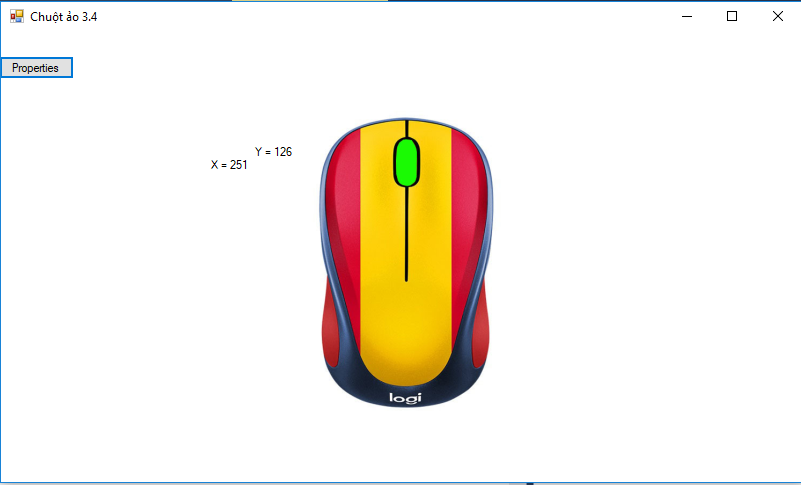 Chuột ảo 3.4
Properties
Y = 126
X = 251
logi